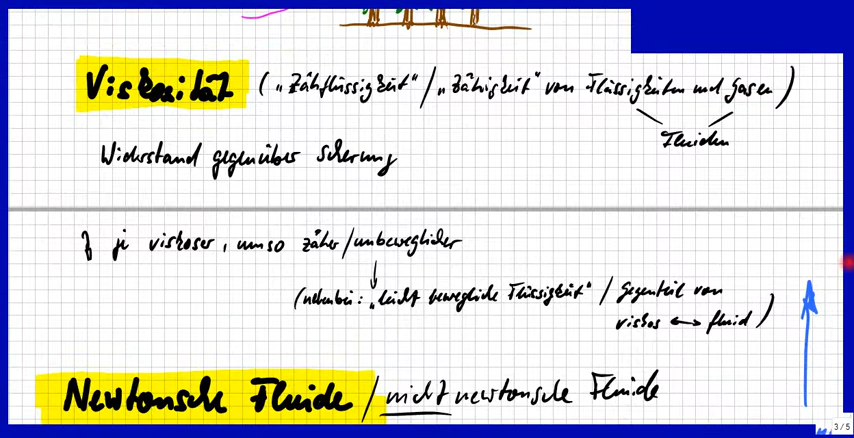 Viskosität ( „Zähflüssigkeit“ / „Zähigkeit“ von Flüssigkeiten und Gasen )
Fluiden
Widerstand gegenüber Scherung
je viskoser, umso zäher / unbeweglicher
(nebenbei: „leicht bewegliche Flüssigkeit“ / Gegenteil von
viskos ↔ fluid )
Newtonsche Fluide / nicht newtonsche Fluide
3 / 5